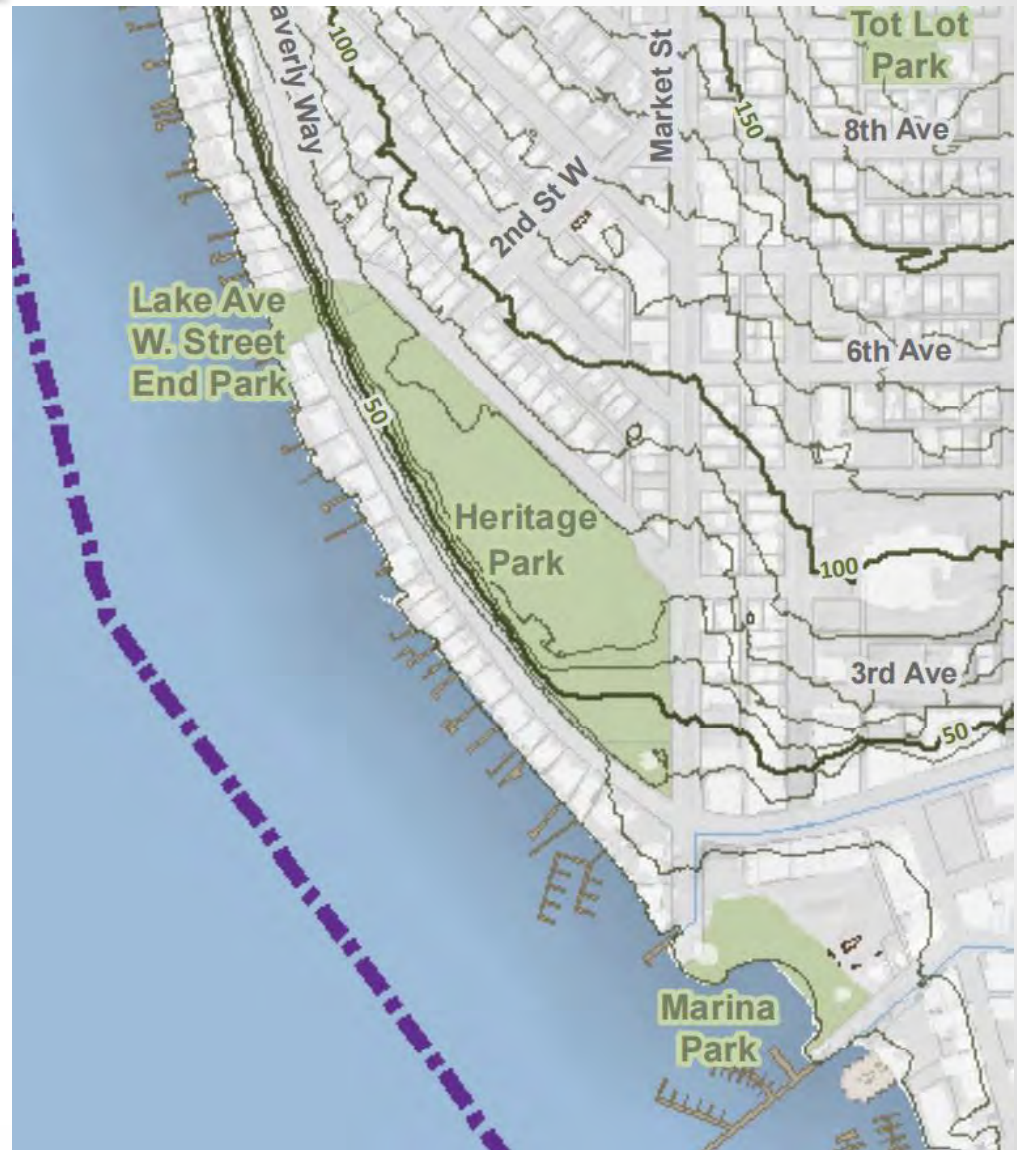 Tot Lot
Park
averly Way
100
Market St
150
8th Ave
2nd St W
Lake Ave
W. Street
End Park
6th Ave
50
Heritage
Park
100
3rd Ave
50
Marina
Park